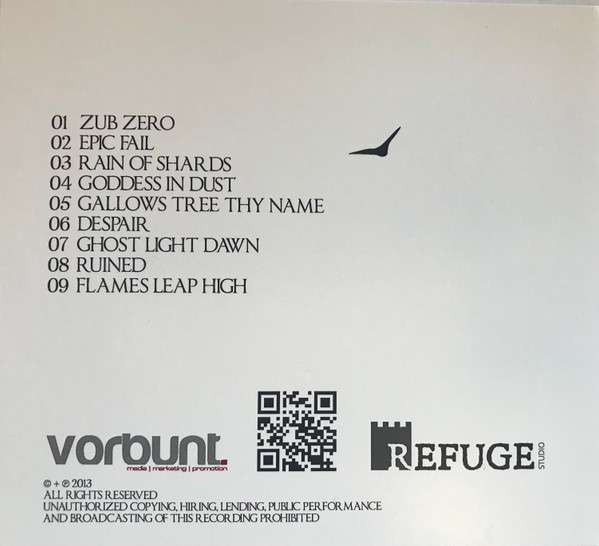 01 ZUB ZERO
02 EPIC FAIL
03 RAIN OF SHARDS
04 GODDESS IN DUST
05 GALLOWS TREE THY NAME
06 DESPAIR
07 GHOST LIGHT DAWN
08 RUINED
09 FLAMES LEAP HIGH
vorbunt.
media | marketing | promotion
REFUGE
STUDIO
© + ℗ 2013
ALL RIGHTS RESERVED
UNAUTHORIZED COPYING, HIRING, LENDING, PUBLIC PERFORMANCE
AND BROADCASTING OF THIS RECORDING PROHIBITED